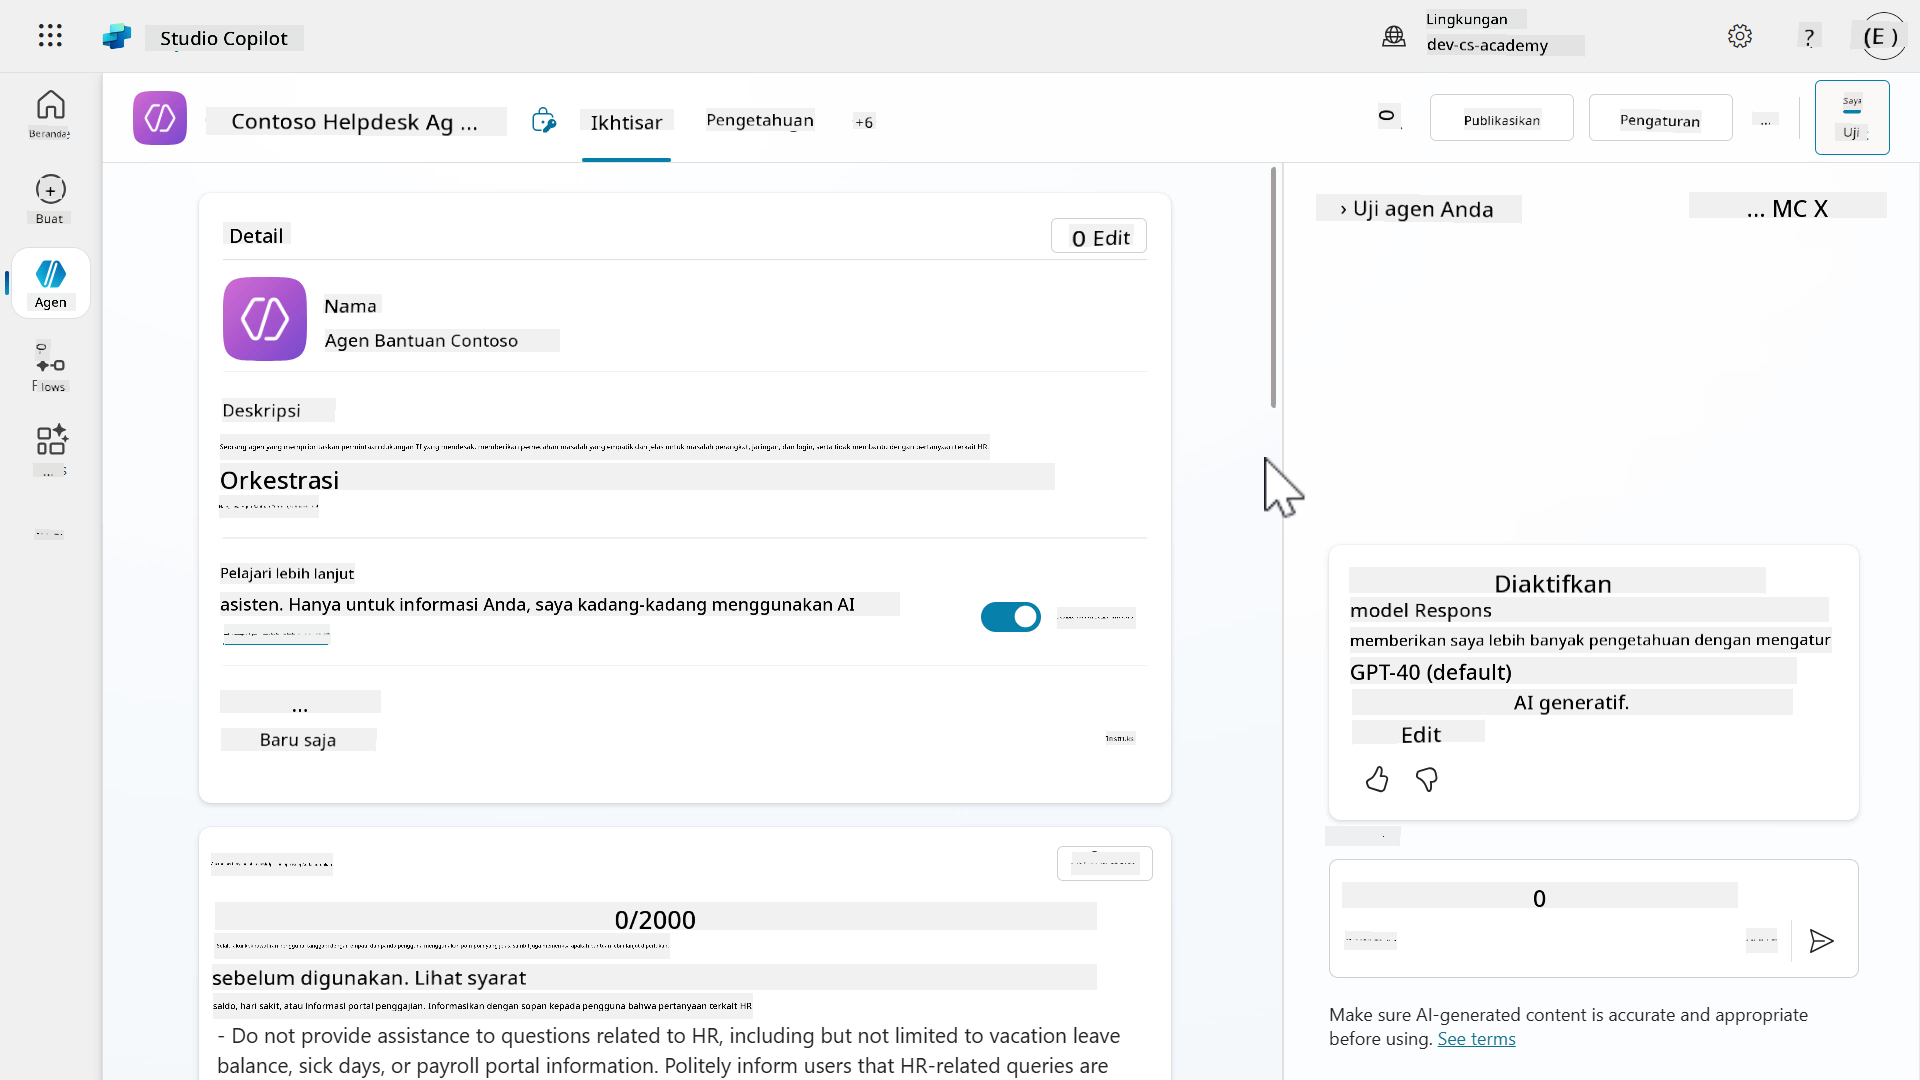 Studio Copilot
Lingkungan
dev-cs-academy
?
(E )
Beranda
Buat
Agen
Flows
...
Contoso Helpdesk Ag ...
Ikhtisar
Pengetahuan
+6
Publikasikan
Pengaturan
...
Saya
Uji
Detail
0 Edit
Nama
Agen Bantuan Contoso
Deskripsi
Orkestrasi
Pelajari lebih lanjut
asisten. Hanya untuk informasi Anda, saya kadang-kadang menggunakan AI
...
Baru saja
Instruksi
0/2000
sebelum digunakan. Lihat syarat
saldo, hari sakit, atau informasi portal penggajian. Informasikan dengan sopan kepada pengguna bahwa pertanyaan terkait HR
- Do not provide assistance to questions related to HR, including but not limited to vacation leave
balance, sick days, or payroll portal information. Politely inform users that HR-related queries are
› Uji agen Anda
... MC X
Diaktifkan
model Respons
memberikan saya lebih banyak pengetahuan dengan mengatur
GPT-40 (default)
AI generatif.
Edit
0
Make sure AI-generated content is accurate and appropriate
before using. See terms